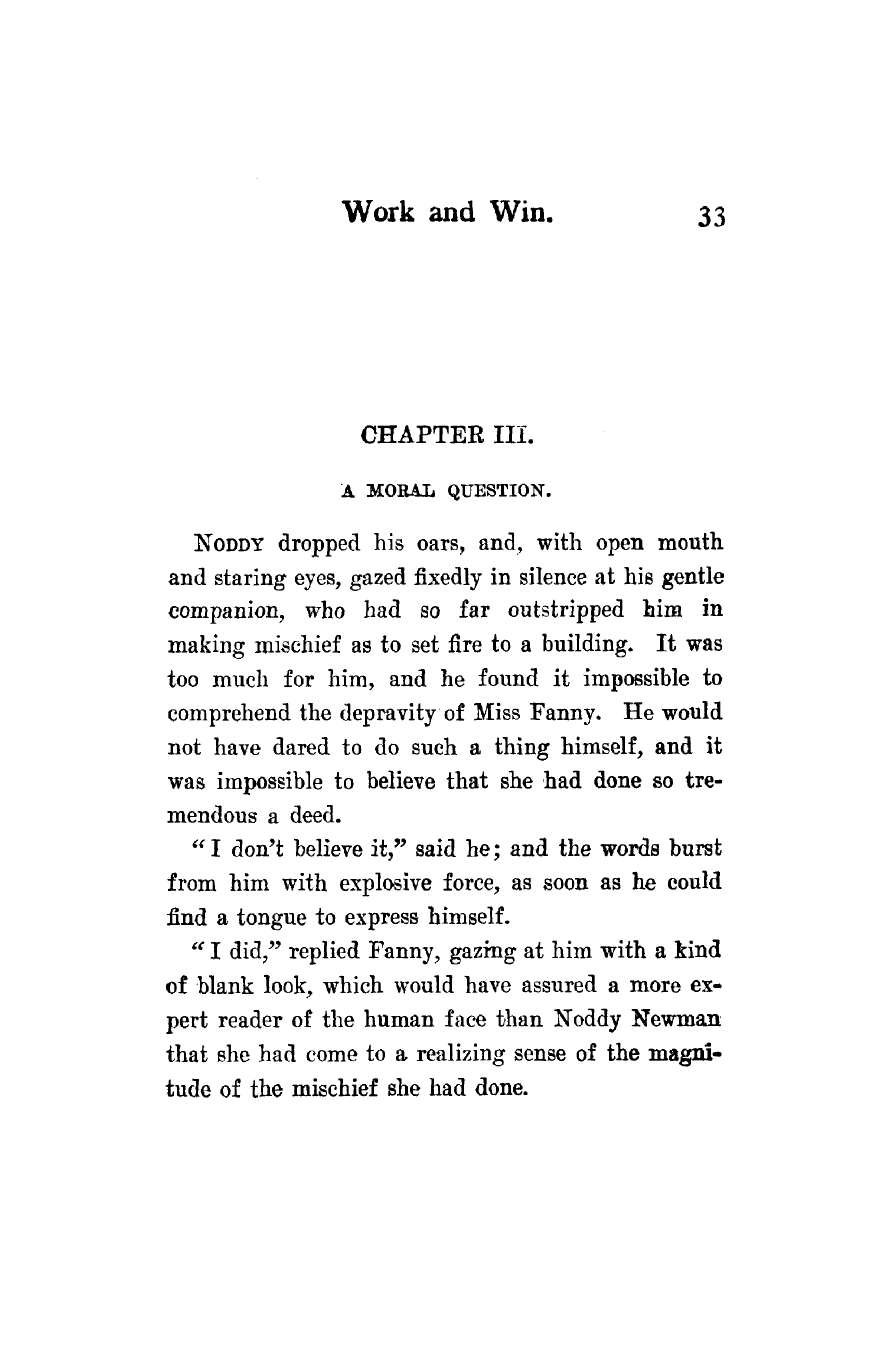 Work and Win. 33
CHAPTER III.
A MORAL QUESTION.
NODDY dropped his oars, and, with open mouth
and staring eyes, gazed fixedly in silence at his gentle
companion, who had so far outstripped him in
making mischief as to set fire to a building. It was
too much for him, and he found it impossible to
comprehend the depravity of Miss Fanny. He would
not have dared to do such a thing himself, and it
was impossible to believe that she had done so tre-
mendous a deed.
“I don’t believe it,” said he; and the words burst
from him with explosive force, as soon as he could
find a tongue to express himself.
“I did,” replied Fanny, gazing at him with a kind
of blank look, which would have assured a more ex-
pert reader of the human face than Noddy Newman
that she had come to a realizing sense of the magni-
tude of the mischief she had done.